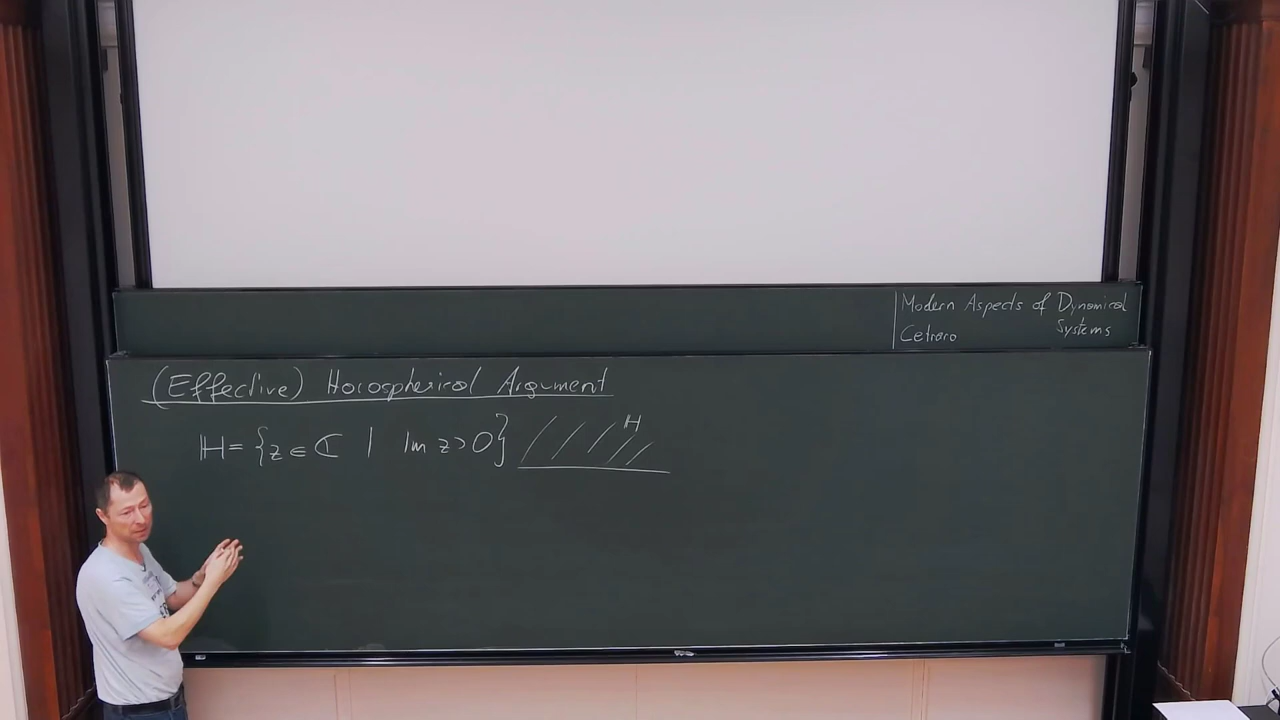 Modern Aspects of Dynamical
Cetraro Systems
(Effective) Horospherical Argument
ℍ = {z ∈ ℂ | Im z > 0} ℍ